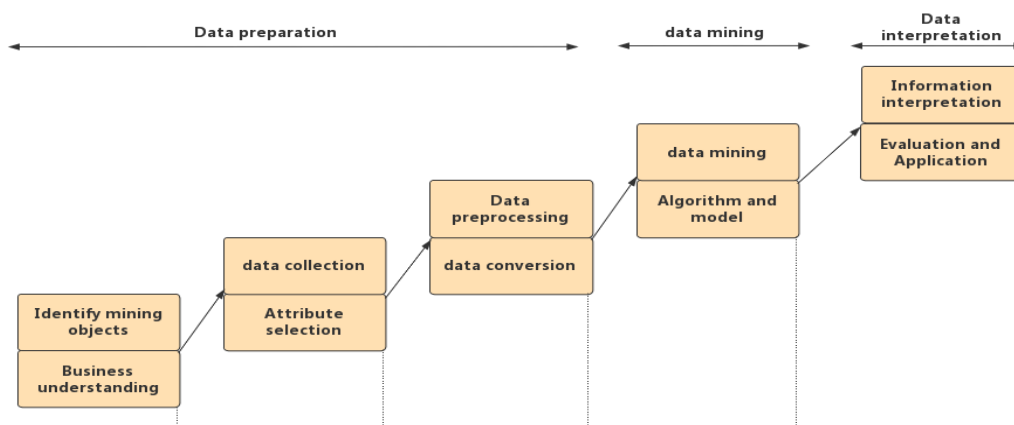 Data preparation
data mining
Data
interpretation
Information
interpretation
Evaluation and
Application
data mining
Algorithm and
model
Data
preprocessing
data conversion
data collection
Attribute
selection
Identify mining
objects
Business
understanding